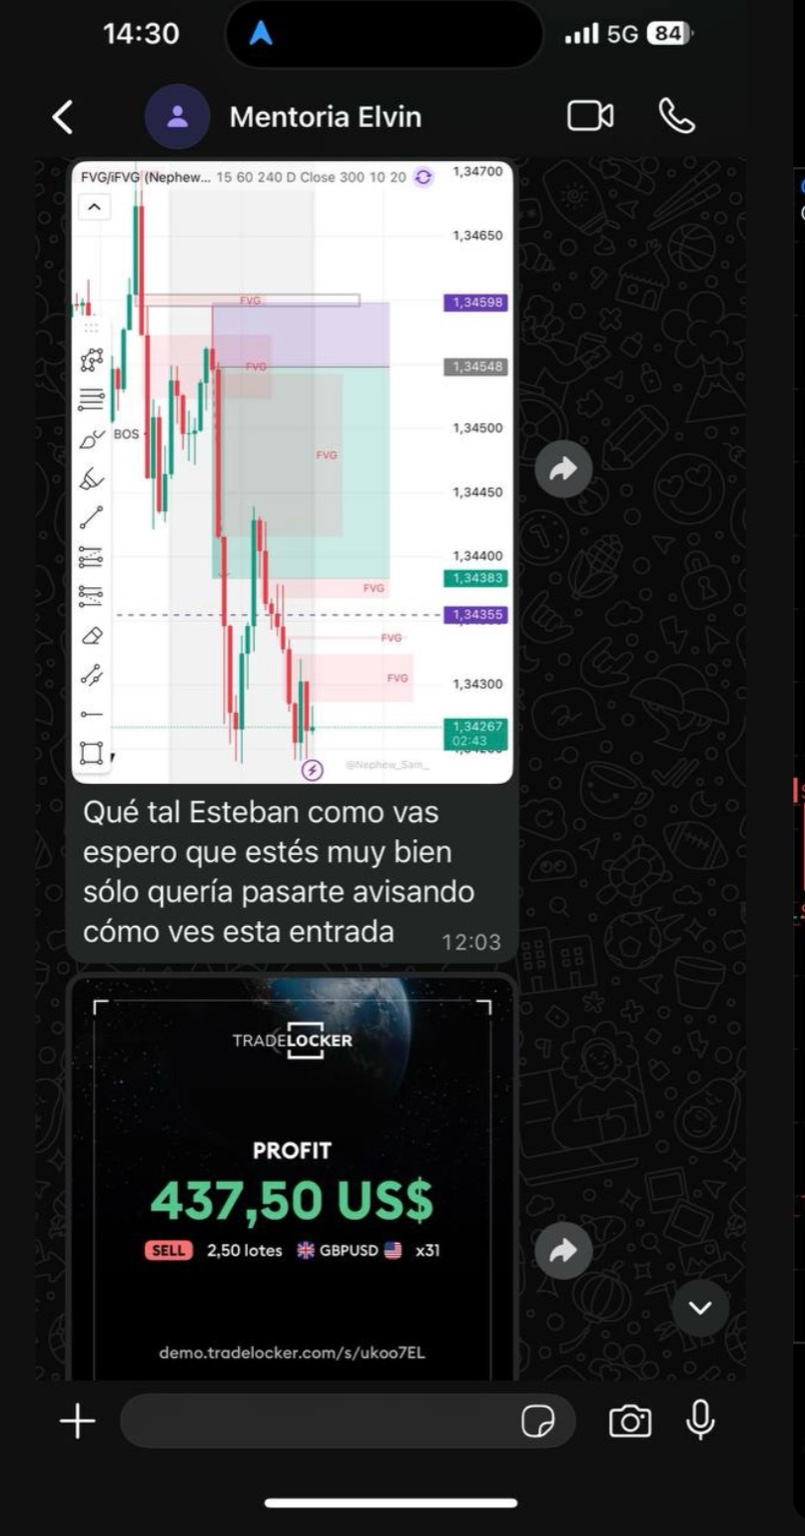 14:30
5G 84
Mentoria Elvin
FVG/iFVG (Nephew... 15 60 240 D Close 300 10 20
1,34700
1,34650
FVG
1,34598
FVG
1,34548
BOS
1,34500
FVG
1,34450
1,34400
1,34383
FVG
1,34355
FVG
1,34300
FVG
1,34267
02:43
@Nephew_Sam_
Qué tal Esteban como vas
espero que estés muy bien
sólo quería pasarte avisando
cómo ves esta entrada
12:03
TRADELOCKER
PROFIT
437,50 US$
SELL 2,50 lotes GBPUSD x31
demo.tradelocker.com/s/ukoo7EL